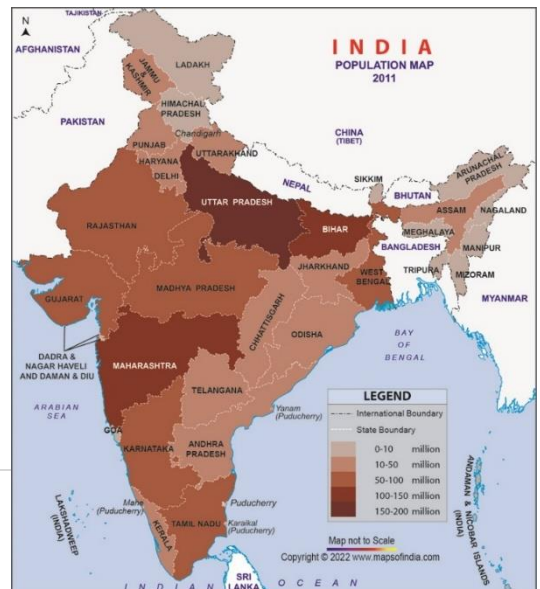 N
TAJIKISTAN
AFGHANISTAN
INDIA
POPULATION MAP
2011
LADAKH
JAMMU
&
KASHMIR
HIMACHAL
PRADESH
PAKISTAN
Chandigarh
PUNJAB
UTTARAKHAND
HARYANA
DELHI
CHINA
(TIBET)
NEPAL
SIKKIM
BHUTAN
ARUNACHAL
PRADESH
RAJASTHAN
UTTAR PRADESH
BIHAR
ASSAM
NAGALAND
MEGHALAYA
MANIPUR
BANGLADESH
TRIPURA
MIZORAM
JHARKHAND
WEST
BENGAL
MYANMAR
GUJARAT
MADHYA PRADESH
CHHATTISGARH
ODISHA
DADRA &
NAGAR HAVELI
AND DAMAN & DIU
MAHARASHTRA
BAY
OF
BENGAL
ARABIAN
SEA
TELANGANA
Yanam
(Puducherry)
GOA
KARNATAKA
ANDHRA
PRADESH
LEGEND
International Boundary
State Boundary
0-10 million
10-50 million
50-100 million
100-150 million
150-200 million
Map not to Scale
Copyright © 2022 www.mapsofindia.com
LAKSHADWEEP
(INDIA)
Mahe
(Puducherry)
Puducherry
KERALA
TAMIL NADU
Karaikal
(Puducherry)
ANDAMAN & NICOBAR ISLANDS
(INDIA)
SRI
LANKA
INDIAN OCEAN